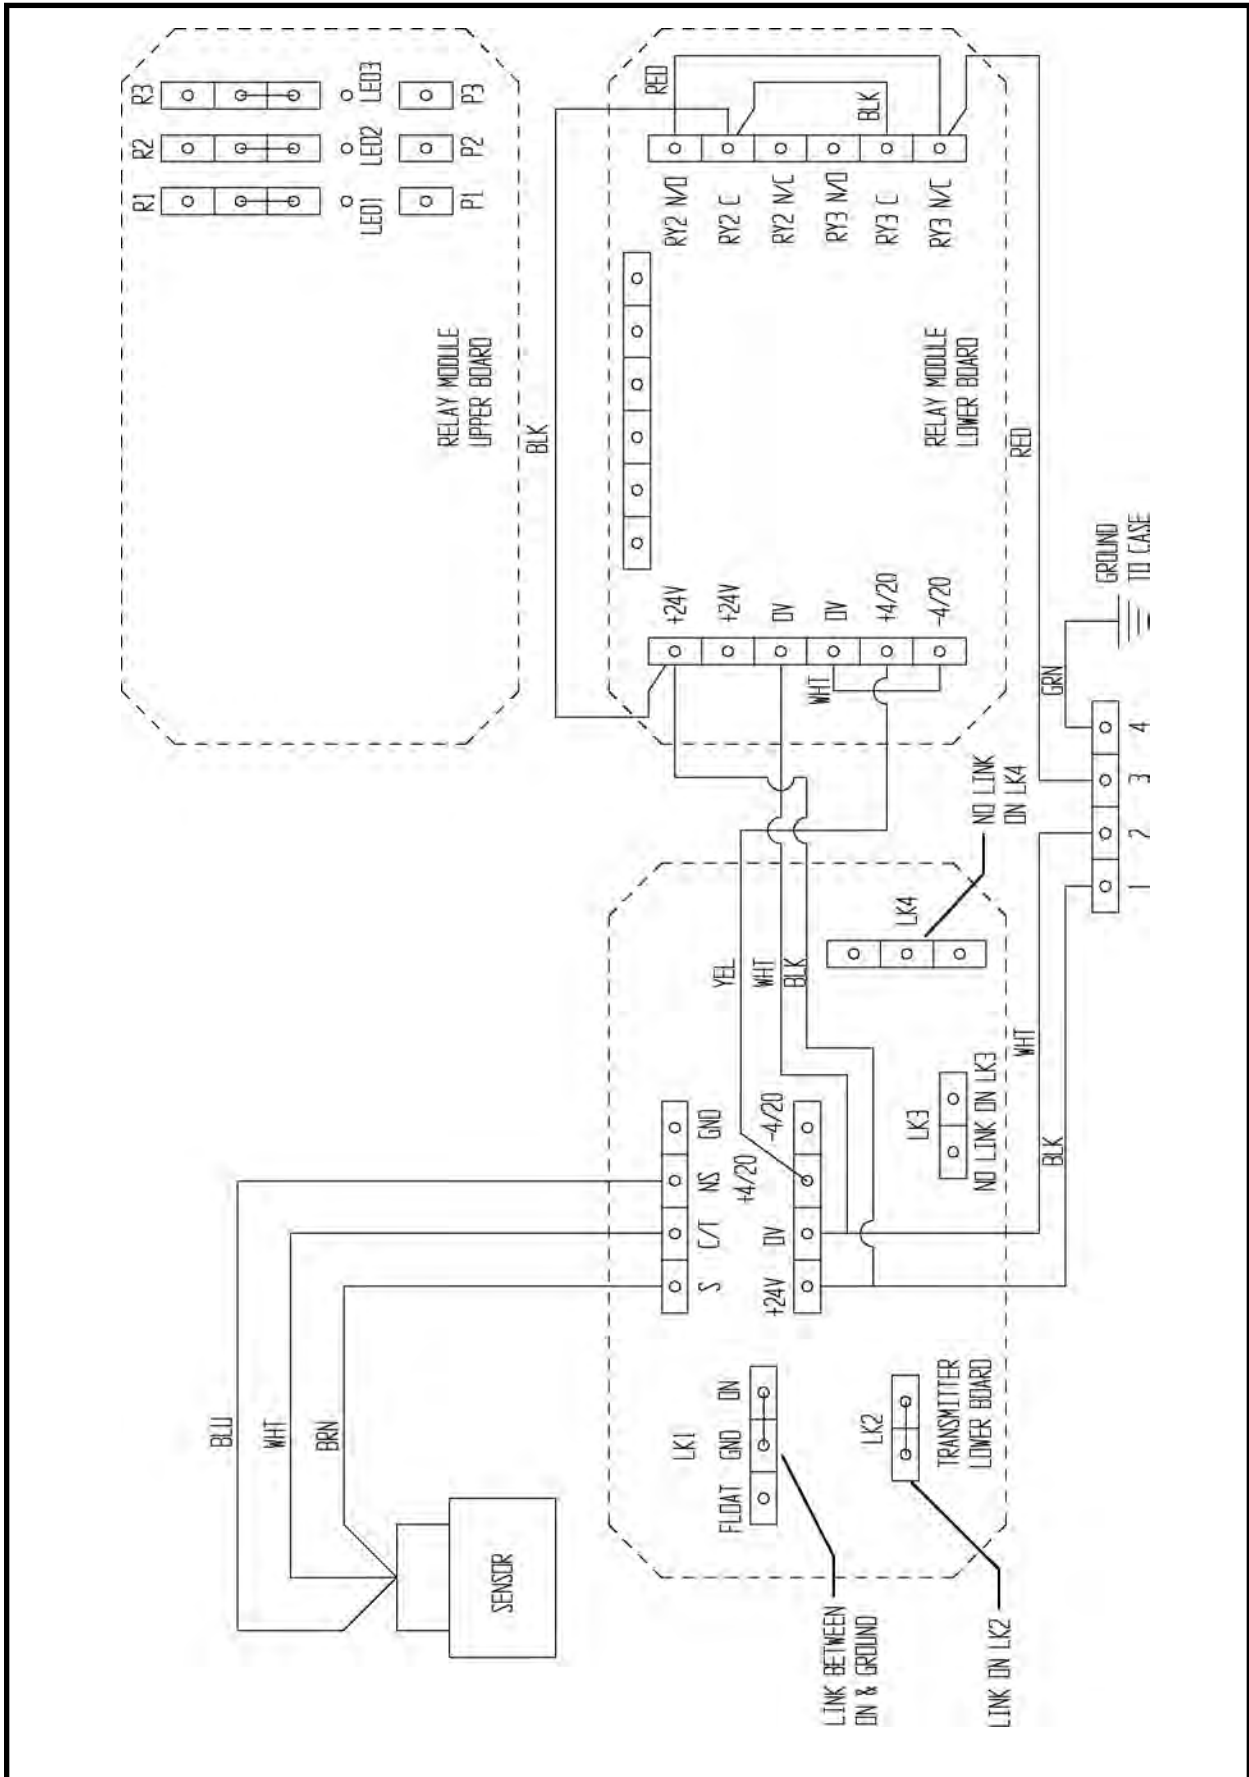 R1
R2
R3
LED1
LED2
LED3
P1
P2
P3
RELAY MODULE
UPPER BOARD
BLK
RED
BLK
RY2 N/O
RY2 C
RY2 N/C
RY3 N/O
RY3 C
RY3 N/C
RELAY MODULE
LOWER BOARD
+24V
+24V
0V
0V
+4/20
-4/20
WHT
RED
GROUND
TO CASE
GRN
1
2
3
4
NO LINK
ON LK4
LK4
YEL
WHT
BLK
WHT
BLK
S
C/T
NS
GND
+24V
0V
+4/20
-4/20
LK3
NO LINK ON LK3
BLU
WHT
BRN
SENSOR
LK1
FLOAT
GND
ON
LK2
TRANSMITTER
LOWER BOARD
LINK BETWEEN
ON & GROUND
LINK ON LK2